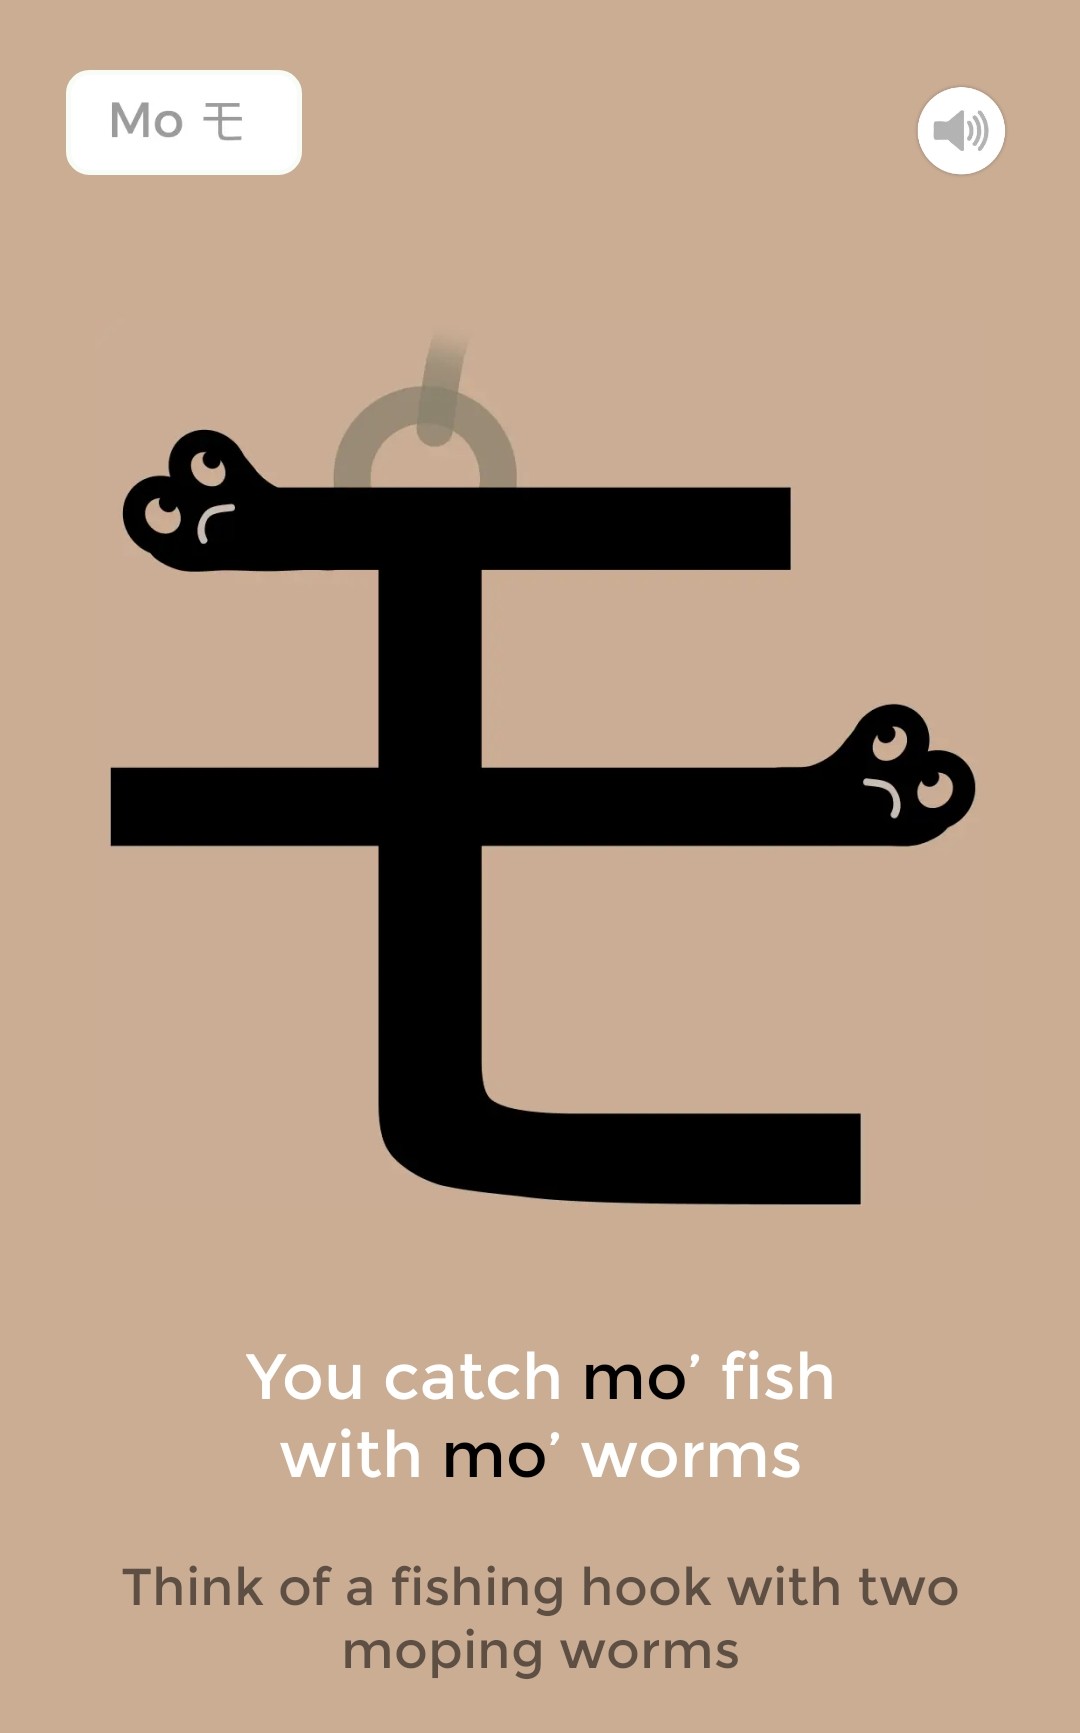 Mo モ
モ
You catch mo’ fish
with mo’ worms
Think of a fishing hook with two
moping worms